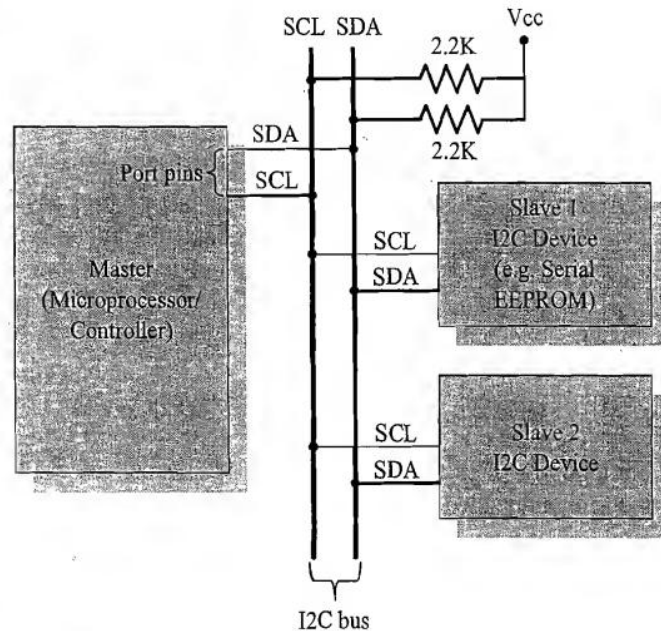 SCL SDA
Vcc
2.2K
2.2K
SDA
Port pins
SCL
Master
(Microprocessor/
Controller)
SCL
SDA
Slave 1
I2C Device
(e.g. Serial
EEPROM)
SCL
SDA
Slave 2
I2C Device
I2C bus